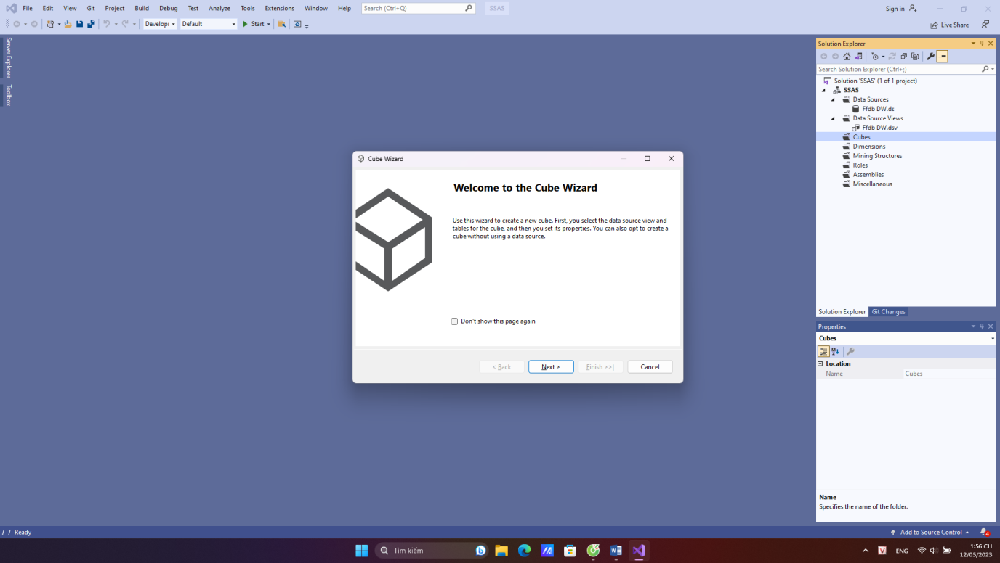 File Edit View Git Project Build Debug Test Analyze Tools Extensions Window Help Search (Ctrl+Q) SSAS Sign in
Develop Default Start Live Share
Server Explorer
Toolbox
Solution Explorer
Search Solution Explorer (Ctrl+;)
Solution 'SSAS' (1 of 1 project)
SSAS
Data Sources
Ffdb DW.ds
Data Source Views
Ffdb DW.dsv
Cubes
Dimensions
Mining Structures
Roles
Assemblies
Miscellaneous
Solution Explorer Git Changes
Cube Wizard
Welcome to the Cube Wizard
Use this wizard to create a new cube. First, you select the data source view and
tables for the cube, and then you set its properties. You can also opt to create a
cube without using a data source.
Don't show this page again
< Back Next > Finish >>| Cancel
Properties
Cubes
Location
Name Cubes
Name
Specifies the name of the folder.
Ready Add to Source Control 4
Tìm kiếm V ENG 1:56 CH
12/05/2023